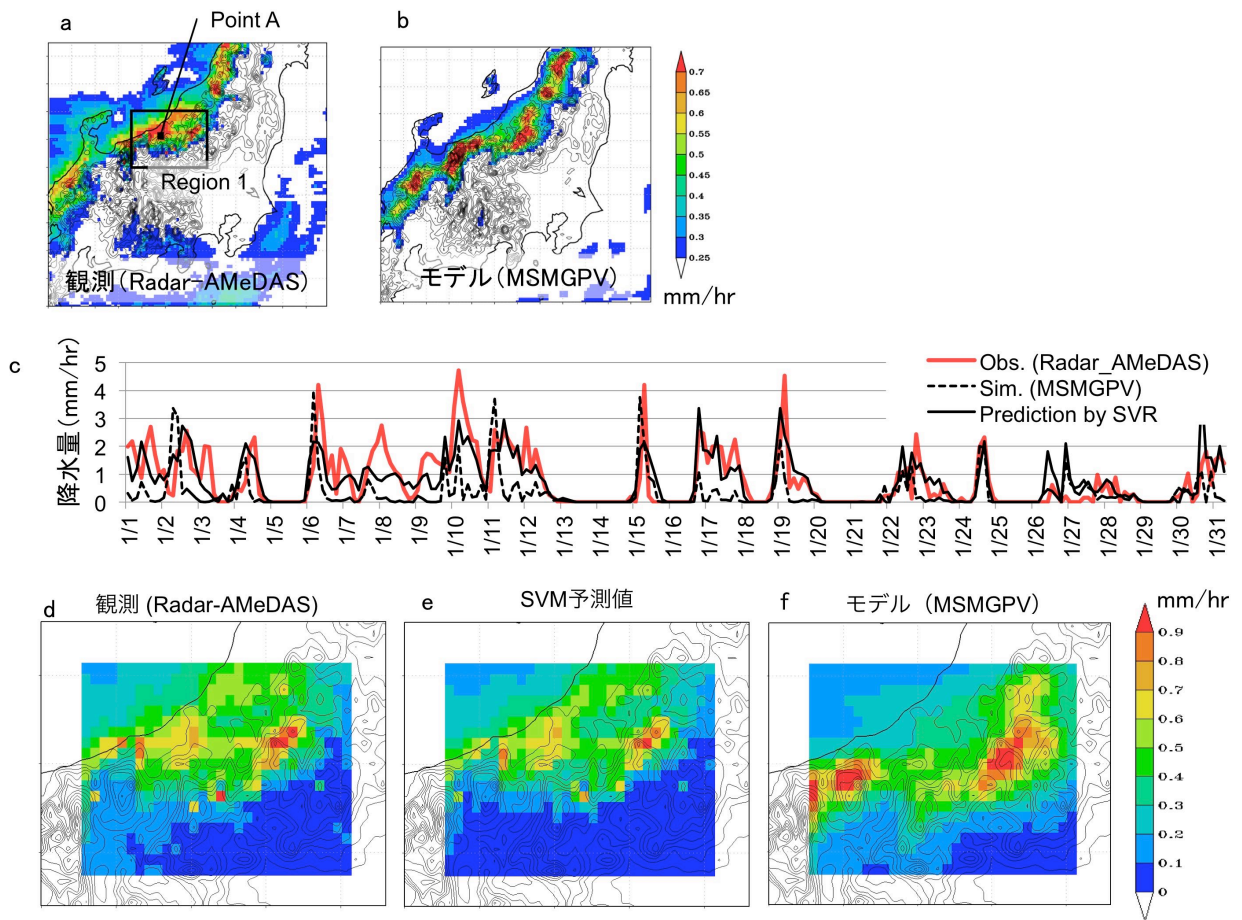 Point A
a
b
Region 1
観測(Radar-AMeDAS)
モデル(MSMGPV)
0.7
0.65
0.6
0.55
0.5
0.45
0.4
0.35
0.3
0.25
mm/hr
c
降水量(mm/hr)
5
4
3
2
1
0
Obs. (Radar_AMeDAS)
Sim. (MSMGPV)
Prediction by SVR
1/1 1/2 1/3 1/4 1/5 1/6 1/7 1/8 1/9 1/10 1/11 1/12 1/13 1/14 1/15 1/16 1/17 1/18 1/19 1/20 1/21 1/22 1/23 1/24 1/25 1/26 1/27 1/28 1/29 1/30 1/31
d
観測 (Radar-AMeDAS)
e
SVM予測値
f
モデル (MSMGPV)
mm/hr
0.9
0.8
0.7
0.6
0.5
0.4
0.3
0.2
0.1
0